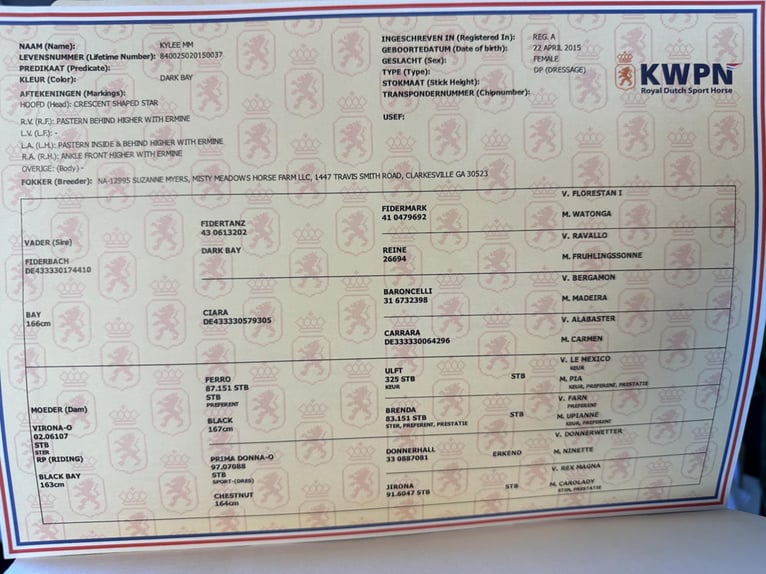 NAAM (Name): KYLEE MM
LEVENSNUMMER (Lifetime Number): 840025020150037
PREDIKAAT (Predicate):
KLEUR (Color): DARK BAY
AFTEKENINGEN (Markings):
HOOFD (Head): CRESCENT SHAPED STAR
R.V. (R.F.): PASTERN BEHIND HIGHER WITH ERMINE
L.V. (L.F.): -
L.A. (L.H.): PASTERN INSIDE & BEHIND HIGHER WITH ERMINE
R.A. (R.H.): ANKLE FRONT HIGHER WITH ERMINE
OVERIGE: (Body) -
FOKKER (Breeder): NA-12995 SUZANNE MYERS, MISTY MEADOWS HORSE FARM LLC, 1447 TRAVIS SMITH ROAD, CLARKESVILLE GA 30523
INGESCHREVEN IN (Registered In): REG. A
GEBOORTEDATUM (Date of birth): 22 APRIL 2015
GESLACHT (Sex): FEMALE
TYPE (Type): DP (DRESSAGE)
STOKMAAT (Stick Height):
TRANSPONDERNUMMER (Chipnumber):
USEF:
KWPN
Royal Dutch Sport Horse
VADER (Sire)
FIDERBACH
DE433330174410
BAY
166cm
FIDERTANZ
43 0613202
DARK BAY
CIARA
DE433330579305
FIDERMARK
41 0479692
REINE
26694
BARONCELLI
31 6732398
CARRARA
DE333330064296
V. FLORESTAN I
M. WATONGA
V. RAVALLO
M. FRUHLINGSSONNE
V. BERGAMON
M. MADEIRA
V. ALABASTER
M. CARMEN
MOEDER (Dam)
VIRONA-O
02.06107
STB
STER
RP (RIDING)
BLACK BAY
163cm
FERRO
87.151 STB
STB
PREFERENT
BLACK
167cm
PRIMA DONNA-O
97.07088
STB
SPORT-(DRES)
CHESTNUT
164cm
ULFT
325 STB STB
KEUR
BRENDA
83.151 STB STB
STER, PREFERENT, PRESTATIE
DONNERHALL ERKEND
33 0887081
JIRONA
91.6047 STB STB
V. LE MEXICO
KEUR
M. PIA
KEUR, PREFERENT, PRESTATIE
V. FARN
PREFERENT
M. UPIANNE
KEUR, PREFERENT
V. DONNERWETTER
M. NINETTE
V. REX MAGNA
M. CAROLADY
STER, PRESTATIE